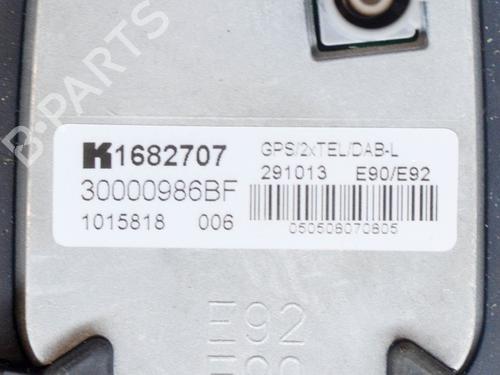 B-PARTS
K1682707
GPS/2xTEL/DAB-L
30000986BF
291013 E90/E92
1015818 006
050506070805
E92